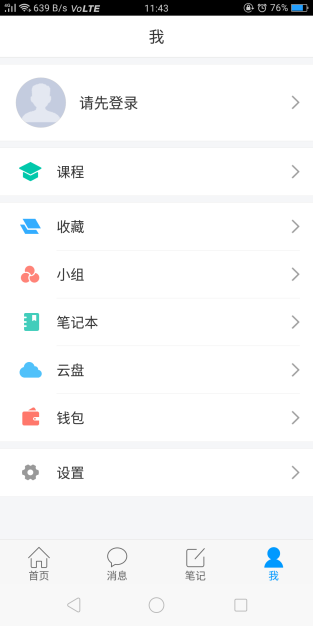 639 B/s VoLTE 11:43 76%
我
请先登录
课程
收藏
小组
笔记本
云盘
钱包
设置
首页 消息 笔记 我